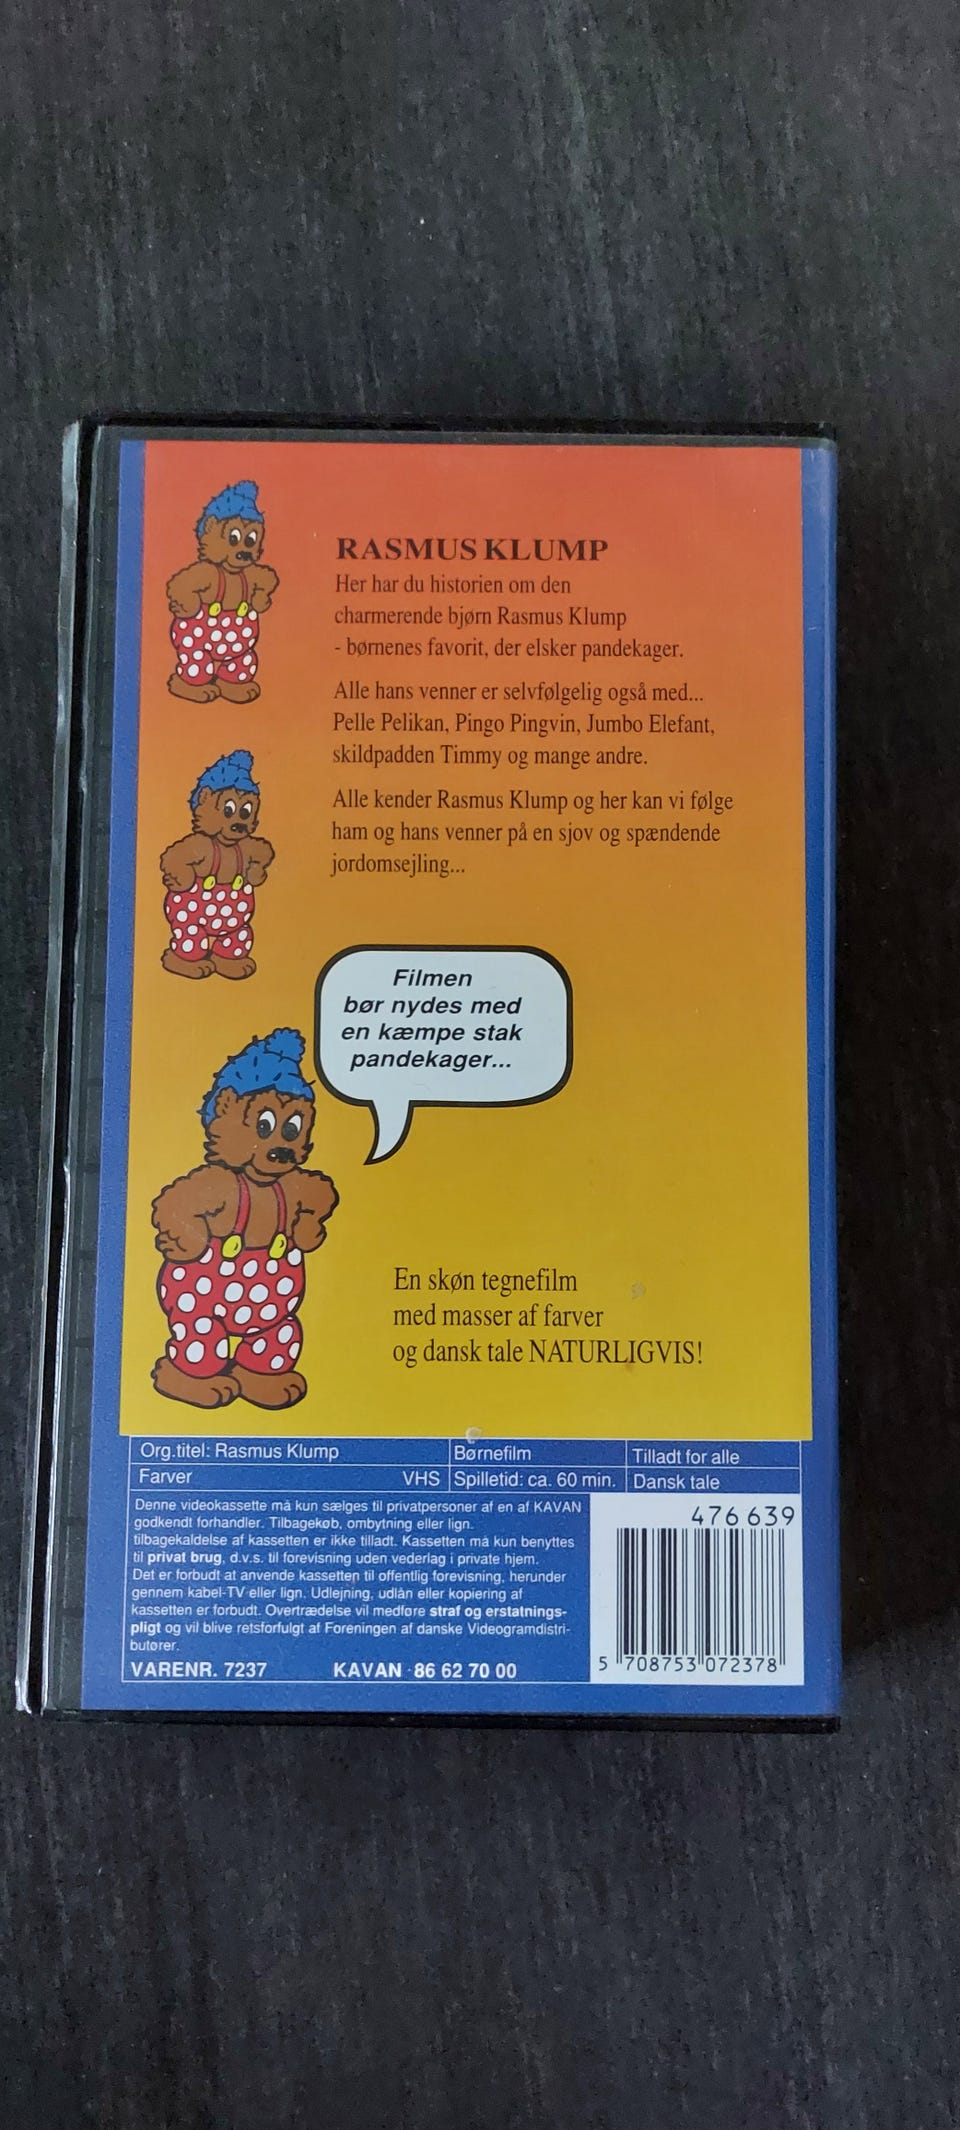 RASMUS KLUMP
Her har du historien om den
charmerende bjørn Rasmus Klump
- børnenes favorit, der elsker pandekager.
Alle hans venner er selvfølgelig også med...
Pelle Pelikan, Pingo Pingvin, Jumbo Elefant,
skildpadden Timmy og mange andre.
Alle kender Rasmus Klump og her kan vi følge
ham og hans venner på en sjov og spændende
jordomsejling...
Filmen
bør nydes med
en kæmpe stak
pandekager...
En skøn tegnefilm
med masser af farver
og dansk tale NATURLIGVIS!
Org.titel: Rasmus Klump Børnefilm Tilladt for alle
Farver VHS Spilletid: ca. 60 min. Dansk tale
Denne videokassette må kun sælges til privatpersoner af en af KAVAN
godkendt forhandler. Tilbagekøb, ombytning eller lign.
tilbagekaldelse af kassetten er ikke tilladt. Kassetten må kun benyttes
til privat brug, d.v.s. til forevisning uden vederlag i private hjem.
Det er forbudt at anvende kassetten til offentlig forevisning, herunder
gennem kabel-TV eller lign. Udlejning, udlån eller kopiering af
kassetten er forbudt. Overtrædelse vil medføre straf og erstatnings-
pligt og vil blive retsforfulgt af Foreningen af danske Videogramdistri-
butører.
VARENR. 7237 KAVAN · 86 62 70 00
476 639
5 708753 072378